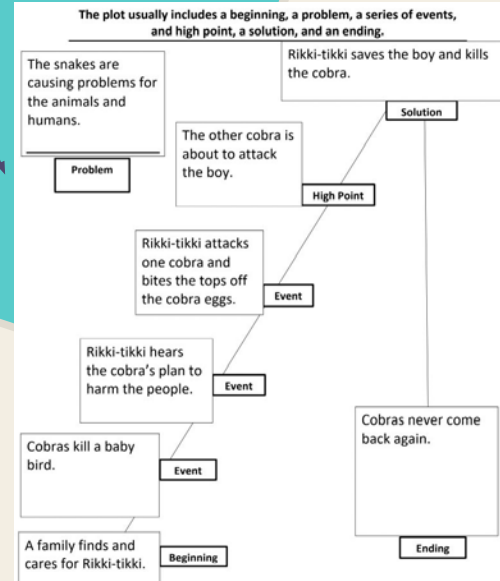 The plot usually includes a beginning, a problem, a series of events,
and high point, a solution, and an ending.
The snakes are
causing problems for
the animals and
humans.
Problem
Rikki-tikki saves the boy and kills
the cobra.
Solution
The other cobra is
about to attack
the boy.
High Point
Rikki-tikki attacks
one cobra and
bites the tops off
the cobra eggs.
Event
Rikki-tikki hears
the cobra's plan to
harm the people.
Event
Cobras kill a baby
bird.
Event
Cobras never come
back again.
Ending
A family finds and
cares for Rikki-tikki.
Beginning